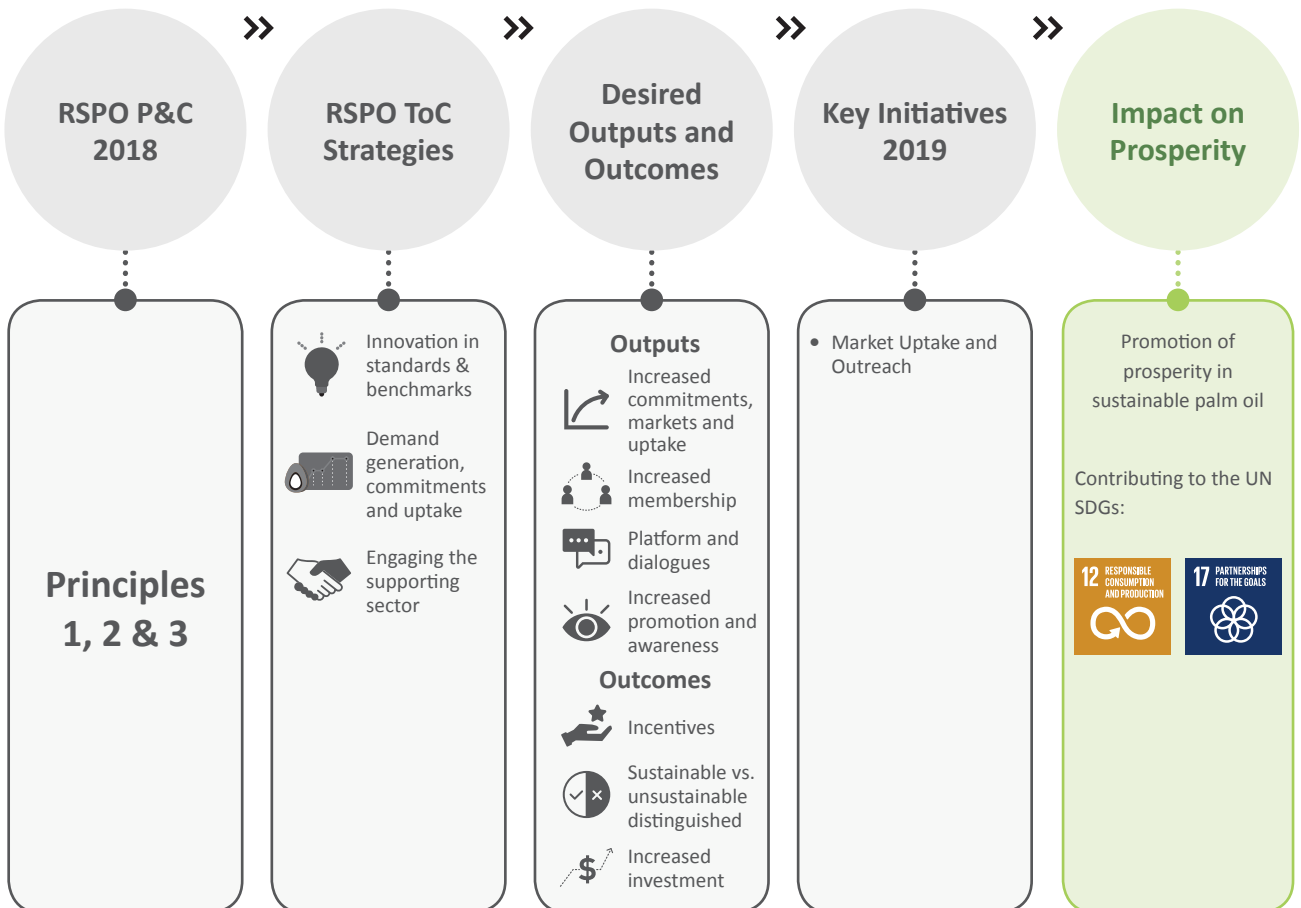 RSPO P&C
2018
RSPO ToC
Strategies
Desired
Outputs and
Outcomes
Key Initiatives
2019
Impact on
Prosperity
Principles
1, 2 & 3
Innovation in
standards &
benchmarks
Demand
generation,
commitments
and uptake
Engaging the
supporting
sector
Outputs
Increased
commitments,
markets and
uptake
Increased
membership
Platform and
dialogues
Increased
promotion and
awareness
Outcomes
Incentives
Sustainable vs.
unsustainable
distinguished
Increased
investment
• Market Uptake and
Outreach
Promotion of
prosperity in
sustainable palm oil
Contributing to the UN
SDGs:
12 RESPONSIBLE
CONSUMPTION
AND PRODUCTION
17 PARTNERSHIPS
FOR THE GOALS